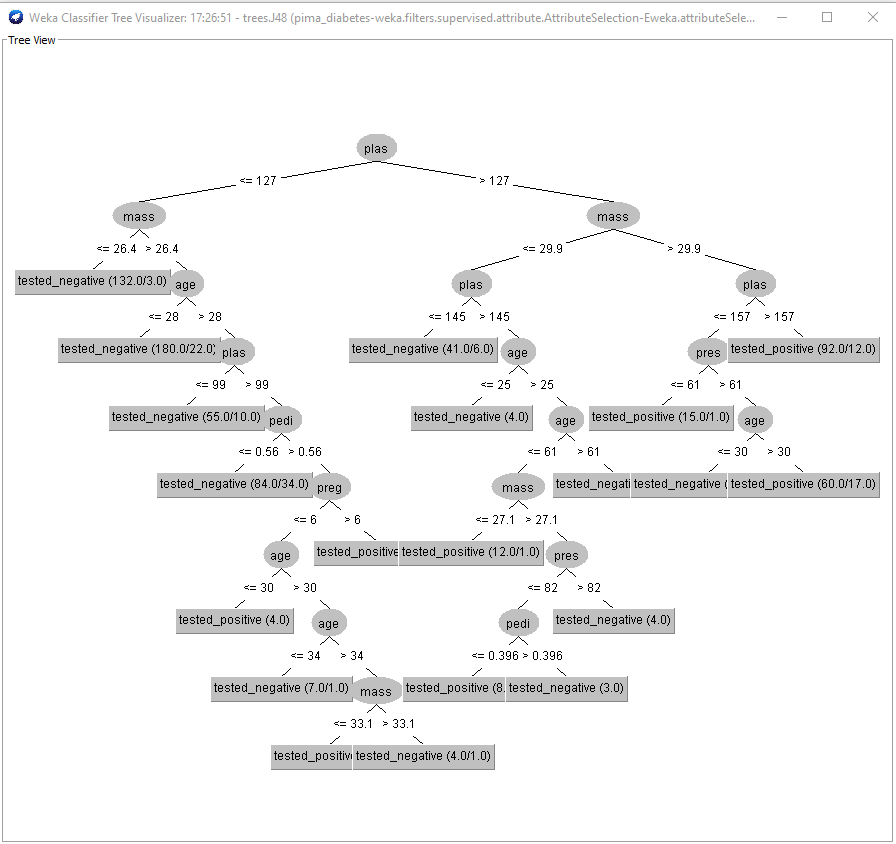 Weka Classifier Tree Visualizer: 17:26:51 - trees.J48 (pima_diabetes-weka.filters.supervised.attribute.AttributeSelection-Eweka.attributeSele...
Tree View
plas
<= 127 > 127
mass mass
<= 26.4 > 26.4 <= 29.9 > 29.9
tested_negative (132.0/3.0) age plas plas
<= 28 > 28 <= 145 > 145 <= 157 > 157
tested_negative (180.0/22.0) plas tested_negative (41.0/6.0) age pres tested_positive (92.0/12.0)
<= 99 > 99 <= 25 > 25 <= 61 > 61
tested_negative (55.0/10.0) pedi tested_negative (4.0) age tested_positive (15.0/1.0) age
<= 0.56 > 0.56 <= 61 > 61 <= 30 > 30
tested_negative (84.0/34.0) preg mass tested_negati tested_negative ( tested_positive (60.0/17.0)
<= 6 > 6 <= 27.1 > 27.1
age tested_positive tested_positive (12.0/1.0) pres
<= 30 > 30 <= 82 > 82
tested_positive (4.0) age pedi tested_negative (4.0)
<= 34 > 34 <= 0.396 > 0.396
tested_negative (7.0/1.0) mass tested_positive (8. tested_negative (3.0)
<= 33.1 > 33.1
tested_positiv tested_negative (4.0/1.0)